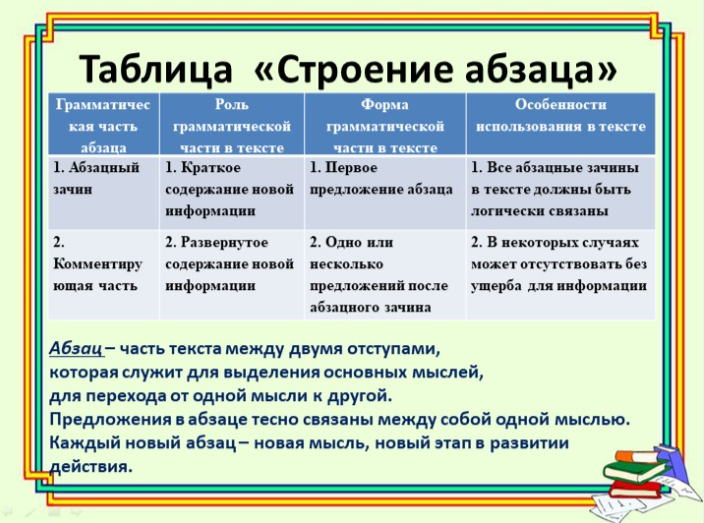 Таблица «Строение абзаца»
Грамматичес
кая часть
абзаца
Роль
грамматической
части в тексте
Форма
грамматической
части в тексте
Особенности
использования в тексте
1. Абзацный
зачин
1. Краткое
содержание новой
информации
1. Первое
предложение абзаца
1. Все абзацные зачины
в тексте должны быть
логически связаны
2.
Комментиру
ющая часть
2. Развернутое
содержание новой
информации
2. Одно или
несколько
предложений после
абзацного зачина
2. В некоторых случаях
может отсутствовать без
ущерба для информации
Абзац – часть текста между двумя отступами,
которая служит для выделения основных мыслей,
для перехода от одной мысли к другой.
Предложения в абзаце тесно связаны между собой одной мыслью.
Каждый новый абзац – новая мысль, новый этап в развитии
действия.